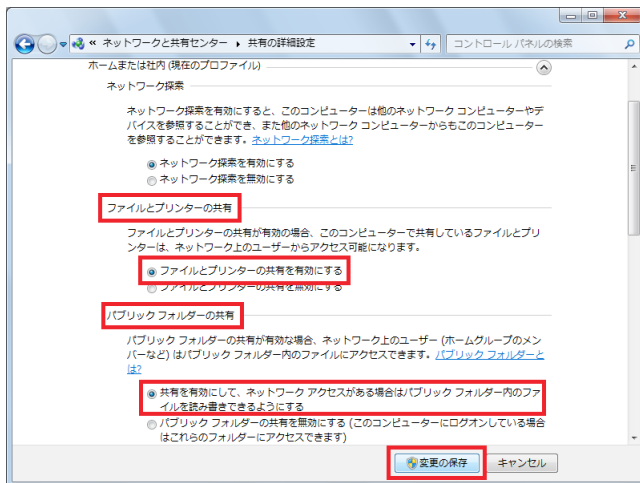 « ネットワークと共有センター ▸ 共有の詳細設定
コントロール パネルの検索
ホームまたは社内 (現在のプロファイル)
ネットワーク探索
ネットワーク探索を有効にすると、このコンピューターは他のネットワーク コンピューターやデ
バイスを参照することができ、また他のネットワーク コンピューターからもこのコンピューター
を参照することができます。ネットワーク探索とは?
ネットワーク探索を有効にする
ネットワーク探索を無効にする
ファイルとプリンターの共有
ファイルとプリンターの共有が有効の場合、このコンピューターで共有しているファイルとプリ
ンターは、ネットワーク上のユーザーからアクセス可能になります。
ファイルとプリンターの共有を有効にする
ファイルとプリンターの共有を無効にする
パブリック フォルダーの共有
パブリック フォルダーの共有が有効な場合、ネットワーク上のユーザー (ホームグループのメン
バーなど) はパブリック フォルダー内のファイルにアクセスできます。パブリック フォルダーと
は?
共有を有効にして、ネットワーク アクセスがある場合はパブリック フォルダー内のファ
イルを読み書きできるようにする
パブリック フォルダーの共有を無効にする (このコンピューターにログオンしている場合
はこれらのフォルダーにアクセスできます)
変更の保存
キャンセル